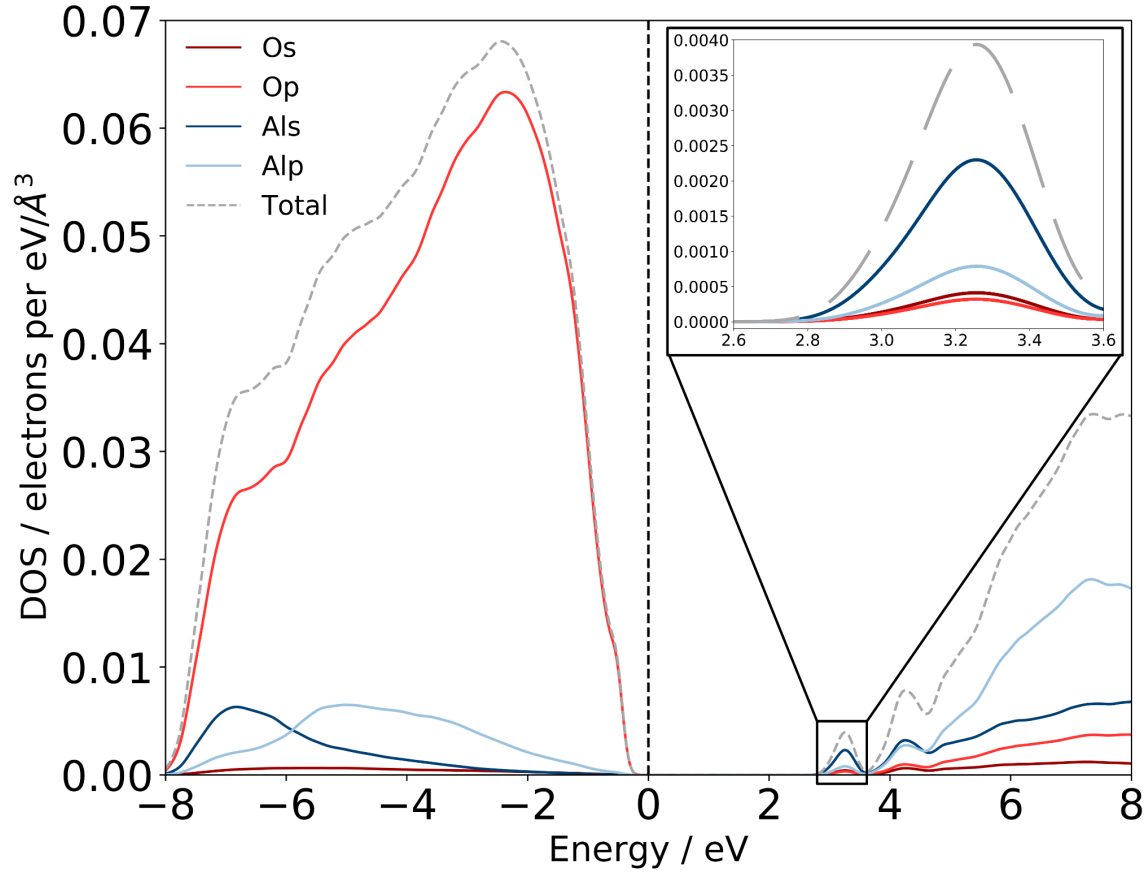 DOS / electrons per eV/Å³
0.07
0.06
0.05
0.04
0.03
0.02
0.01
0.00
Os
Op
Als
Alp
Total
0.0040
0.0035
0.0030
0.0025
0.0020
0.0015
0.0010
0.0005
0.0000
2.6 2.8 3.0 3.2 3.4 3.6
−8 −6 −4 −2 0 2 4 6 8
Energy / eV